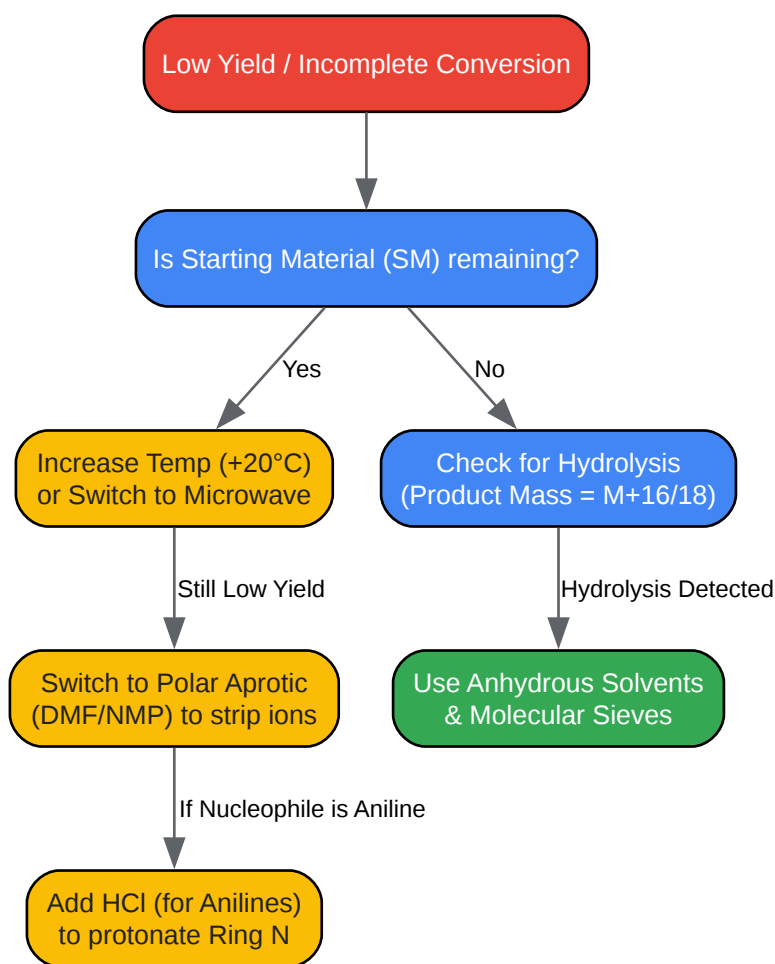 Low Yield / Incomplete Conversion
Is Starting Material (SM) remaining?
Yes
No
Increase Temp (+20°C)
or Switch to Microwave
Check for Hydrolysis
(Product Mass = M+16/18)
Still Low Yield
Hydrolysis Detected
Switch to Polar Aprotic
(DMF/NMP) to strip ions
Use Anhydrous Solvents
& Molecular Sieves
If Nucleophile is Aniline
Add HCl (for Anilines)
to protonate Ring N